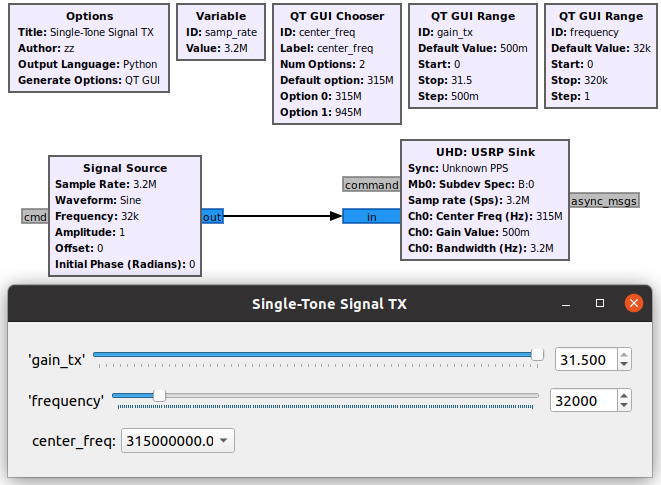 Options
Title: Single-Tone Signal TX
Author: zz
Output Language: Python
Generate Options: QT GUI
Variable
ID: samp_rate
Value: 3.2M
QT GUI Chooser
ID: center_freq
Label: center_freq
Num Options: 2
Default option: 315M
Option 0: 315M
Option 1: 945M
QT GUI Range
ID: gain_tx
Default Value: 500m
Start: 0
Stop: 31.5
Step: 500m
QT GUI Range
ID: frequency
Default Value: 32k
Start: 0
Stop: 320k
Step: 1
Signal Source
Sample Rate: 3.2M
Waveform: Sine
Frequency: 32k
Amplitude: 1
Offset: 0
Initial Phase (Radians): 0
cmd
out
command
in
UHD: USRP Sink
Sync: Unknown PPS
Mb0: Subdev Spec: B:0
Samp rate (Sps): 3.2M
Ch0: Center Freq (Hz): 315M
Ch0: Gain Value: 500m
Ch0: Bandwidth (Hz): 3.2M
async_msgs
Single-Tone Signal TX
'gain_tx' 31.500
'frequency' 32000
center_freq: 315000000.0